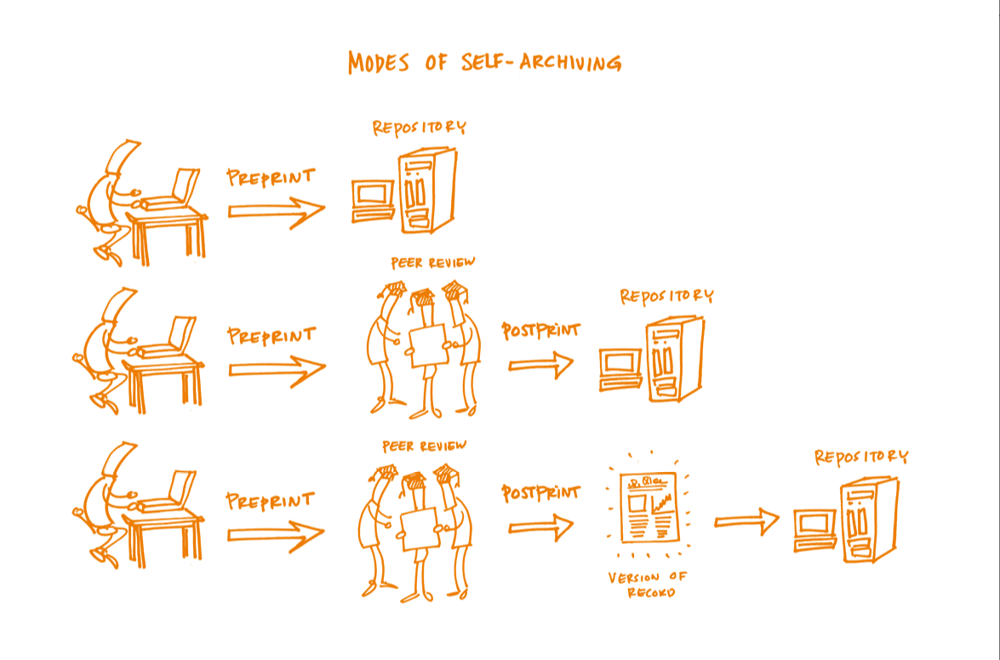 MODES OF SELF-ARCHIVING
REPOSITORY
PREPRINT
PEER REVIEW
REPOSITORY
PREPRINT
POSTPRINT
PEER REVIEW
REPOSITORY
PREPRINT
POSTPRINT
VERSION OF
RECORD